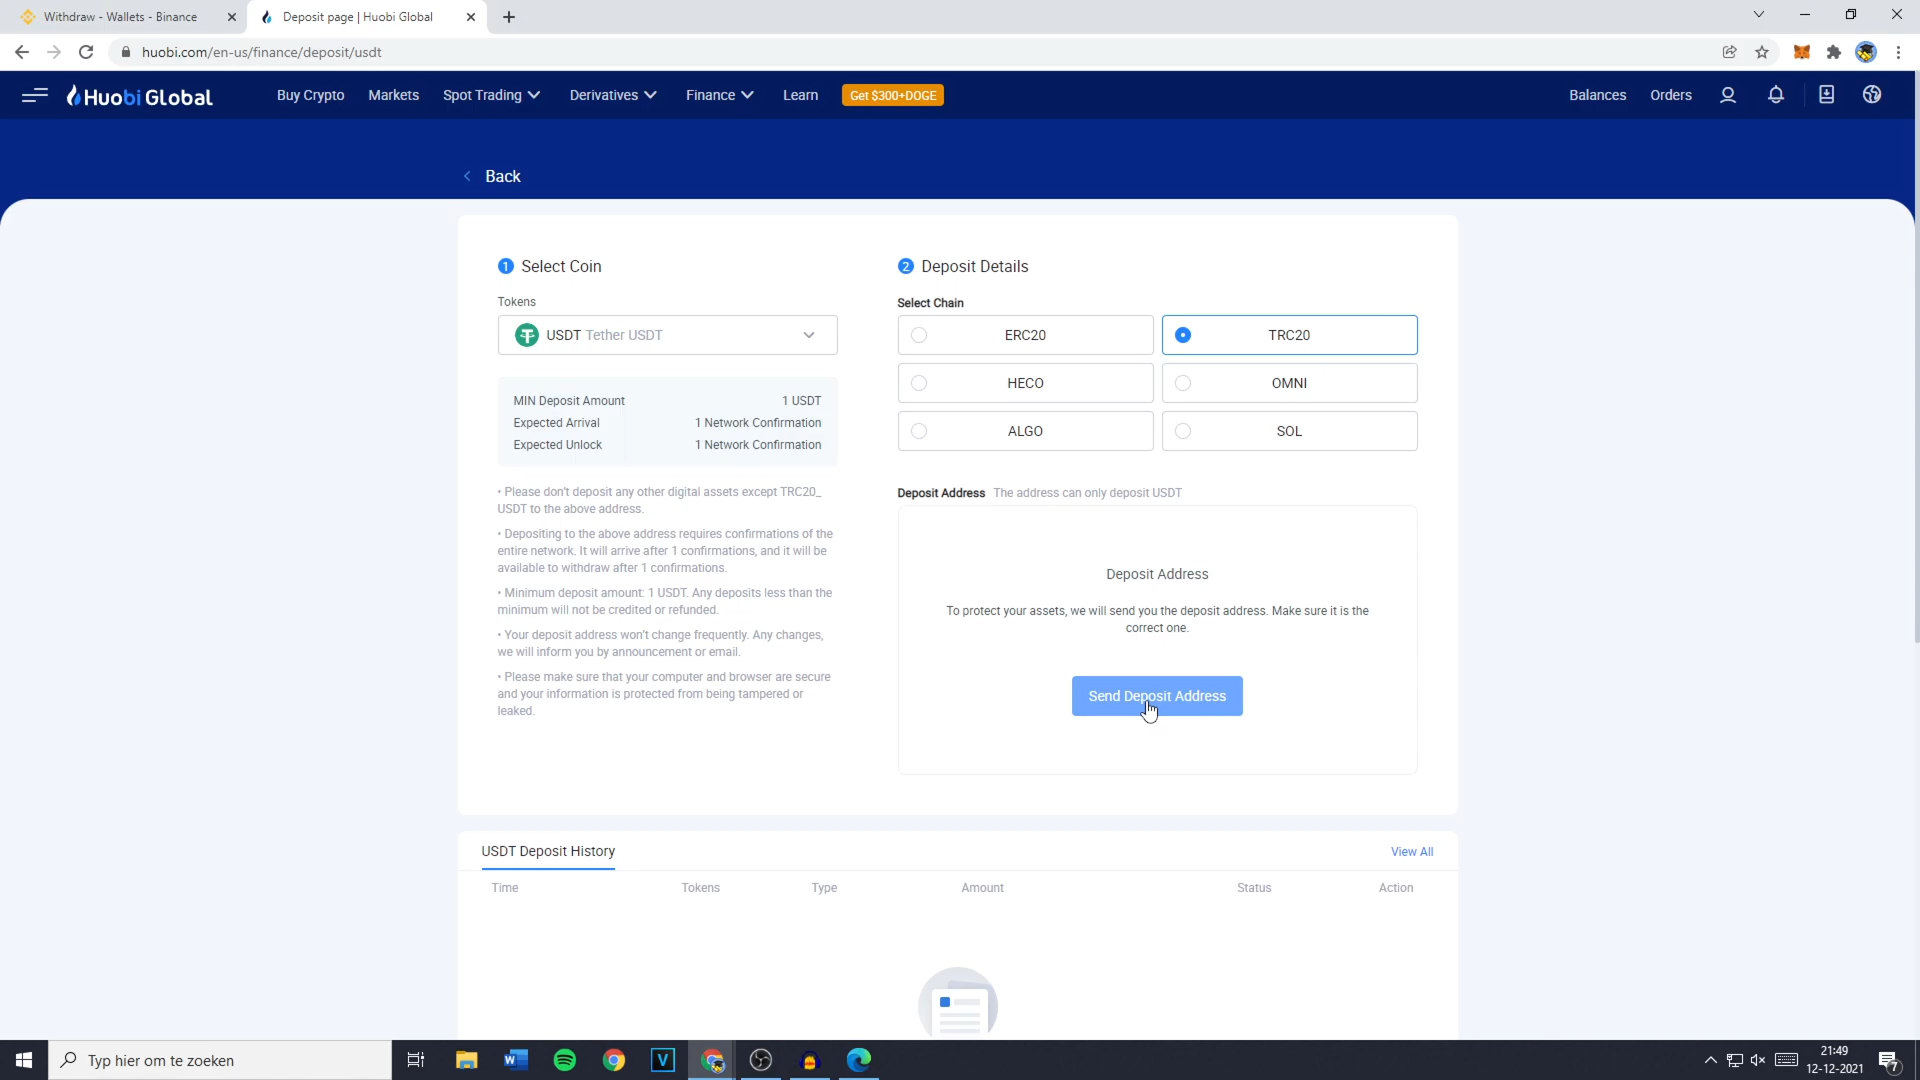 Withdraw - Wallets - Binance
Deposit page | Huobi Global
huobi.com/en-us/finance/deposit/usdt
Huobi Global
Buy Crypto
Markets
Spot Trading
Derivatives
Finance
Learn
Get $300+DOGE
Balances
Orders
Back
1 Select Coin
Tokens
USDT Tether USDT
MIN Deposit Amount 1 USDT
Expected Arrival 1 Network Confirmation
Expected Unlock 1 Network Confirmation
• Please don't deposit any other digital assets except TRC20_
USDT to the above address.
• Depositing to the above address requires confirmations of the
entire network. It will arrive after 1 confirmations, and it will be
available to withdraw after 1 confirmations.
• Minimum deposit amount: 1 USDT. Any deposits less than the
minimum will not be credited or refunded.
• Your deposit address won't change frequently. Any changes,
we will inform you by announcement or email.
• Please make sure that your computer and browser are secure
and your information is protected from being tampered or
leaked.
2 Deposit Details
Select Chain
ERC20
TRC20
HECO
OMNI
ALGO
SOL
Deposit Address The address can only deposit USDT
Deposit Address
To protect your assets, we will send you the deposit address. Make sure it is the
correct one.
Send Deposit Address
USDT Deposit History
View All
Time
Tokens
Type
Amount
Status
Action
Typ hier om te zoeken
21:49
12-12-2021
7